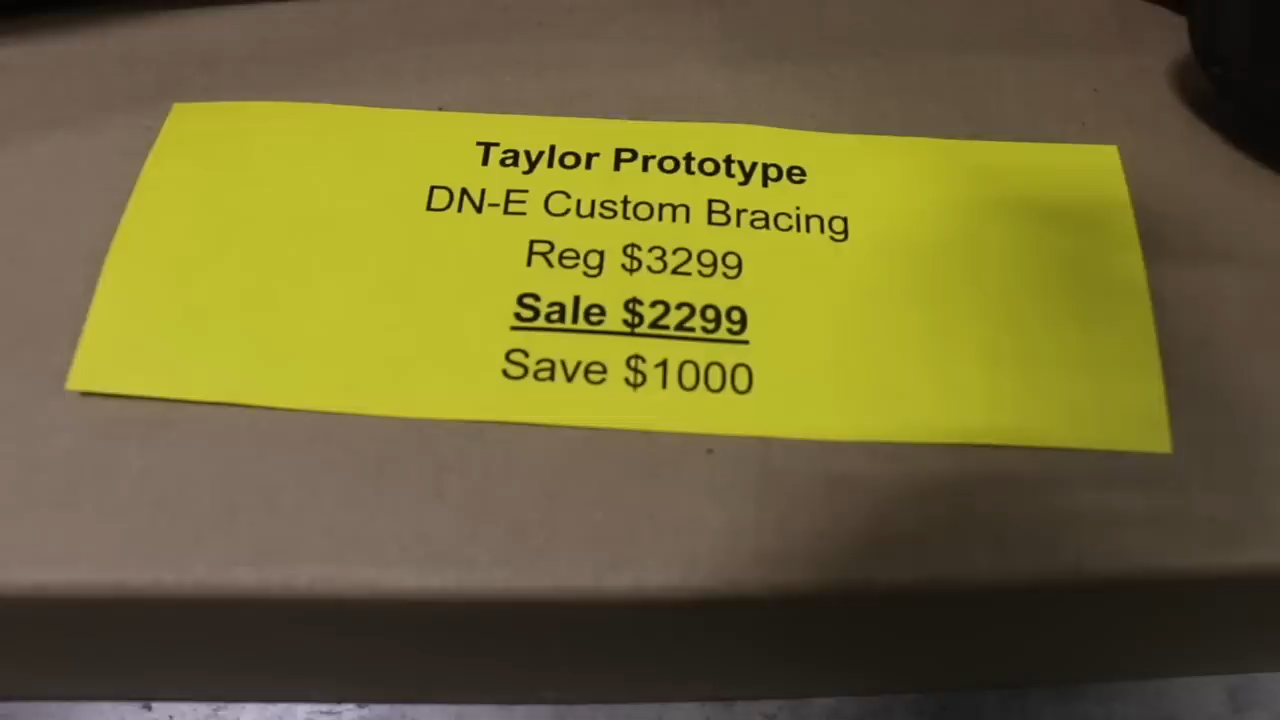 Taylor Prototype
DN-E Custom Bracing
Reg $3299
Sale $2299
Save $1000